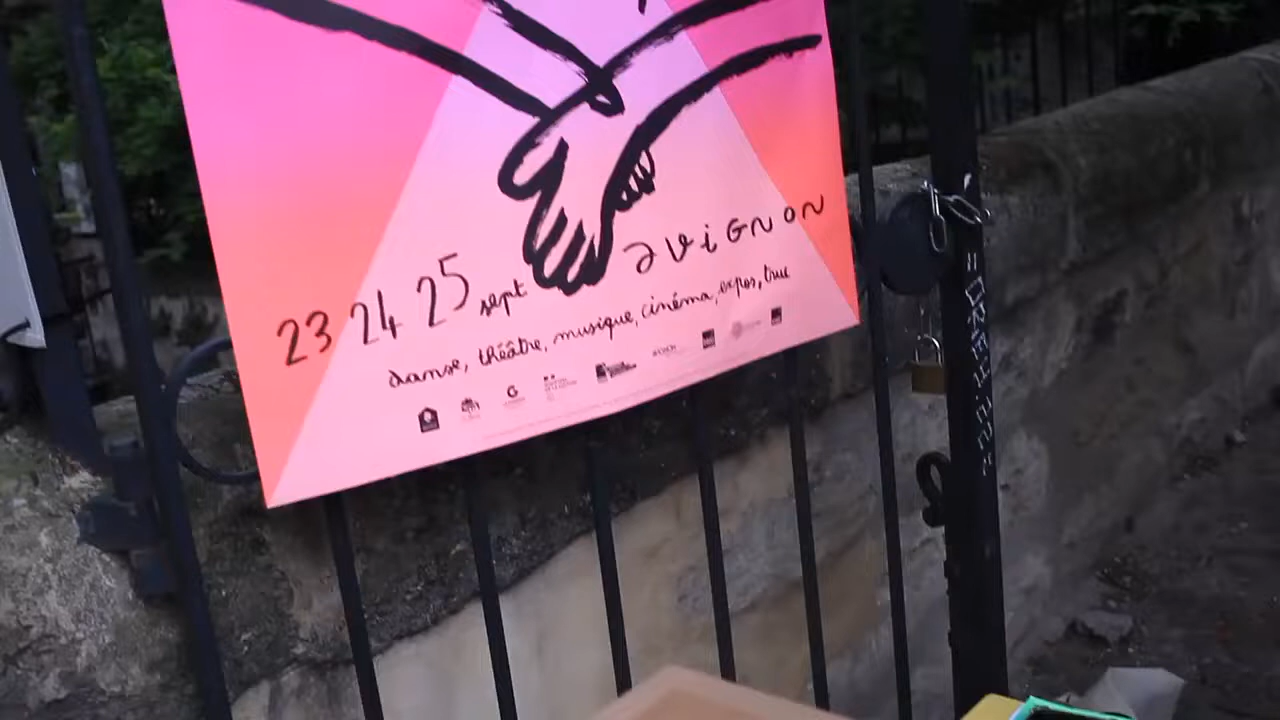 23 24 25 sept avignon
danse, théâtre, musique, cinéma, expos, truc